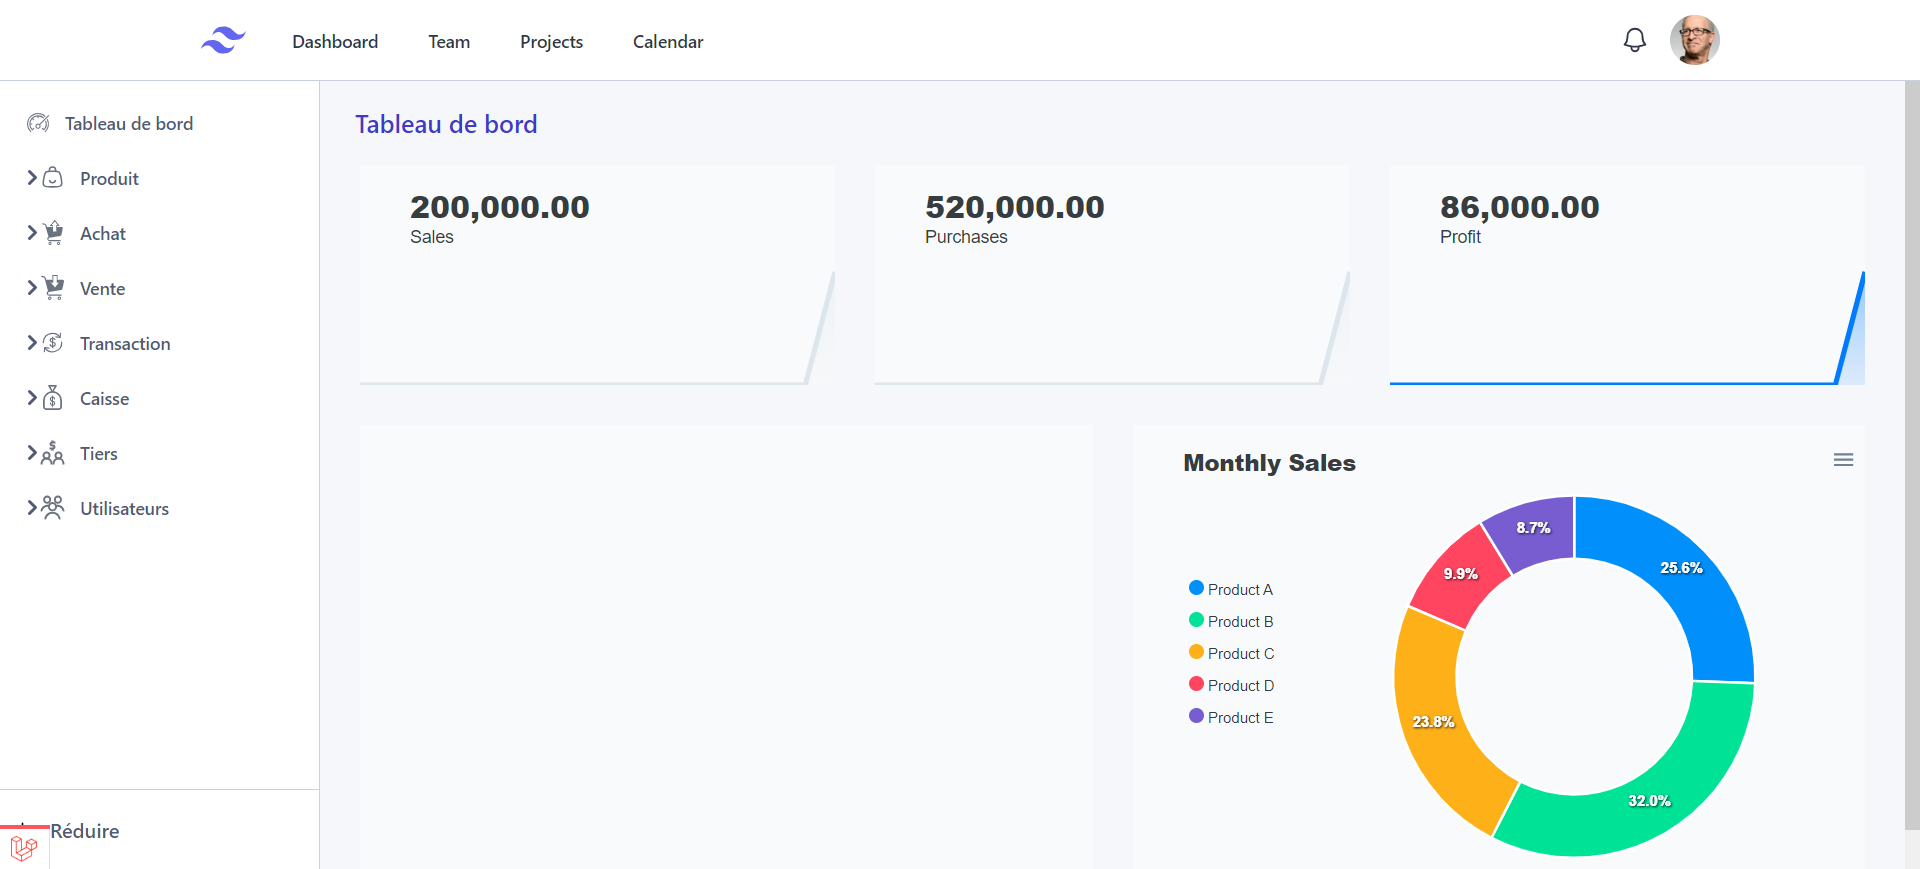 Dashboard Team Projects Calendar
Tableau de bord
Produit
Achat
Vente
Transaction
Caisse
Tiers
Utilisateurs
Réduire
Tableau de bord
200,000.00
Sales
520,000.00
Purchases
86,000.00
Profit
Monthly Sales
Product A
Product B
Product C
Product D
Product E
8.7%
25.6%
9.9%
23.8%
32.0%